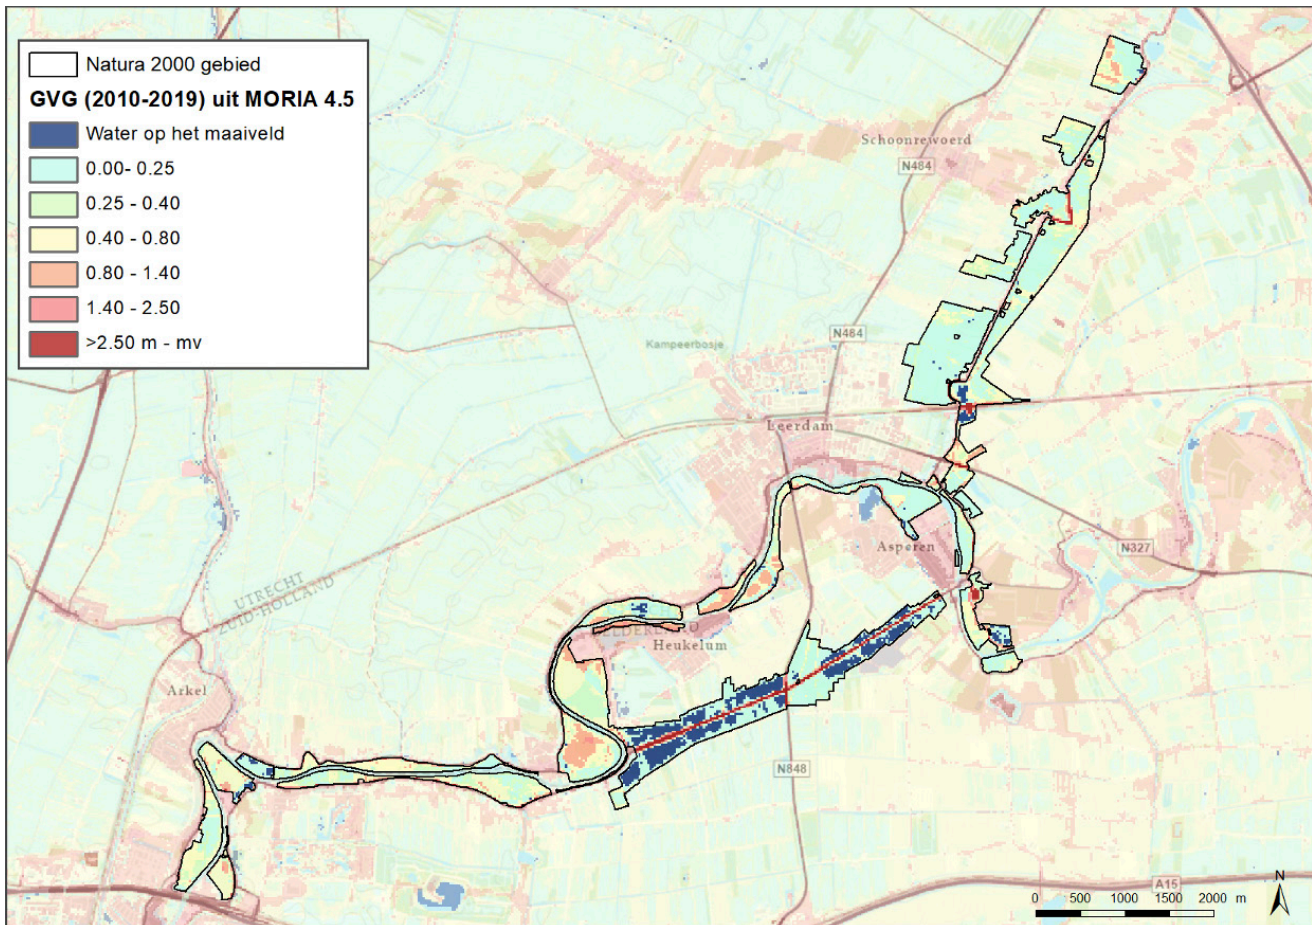 Natura 2000 gebied
GVG (2010-2019) uit MORIA 4.5
Water op het maaiveld
0.00- 0.25
0.25 - 0.40
0.40 - 0.80
0.80 - 1.40
1.40 - 2.50
>2.50 m - mv
Schoonrewoerd
N484
N484
Kampeerbosje
Leerdam
Asperen
N327
UTRECHT
ZUID-HOLLAND
ELDERLAND
Heukelum
Arkel
N848
A15
N
0 500 1000 1500 2000 m